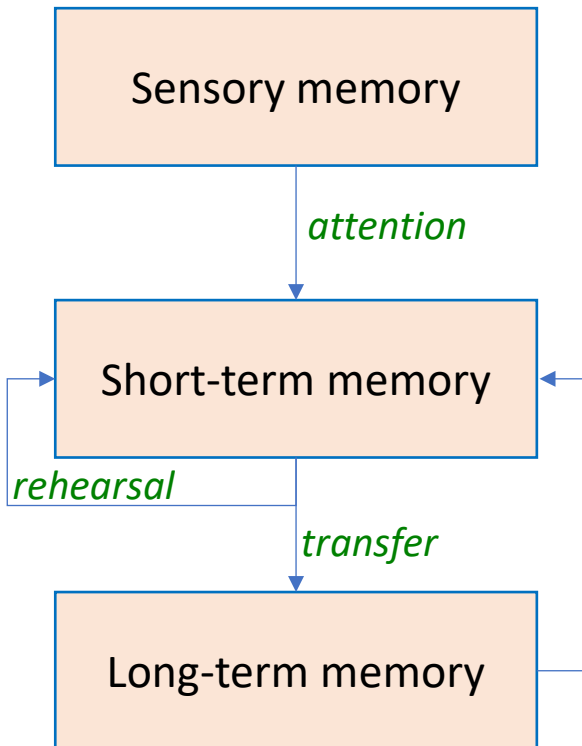 Sensory memory
attention
Short-term memory
rehearsal
transfer
Long-term memory